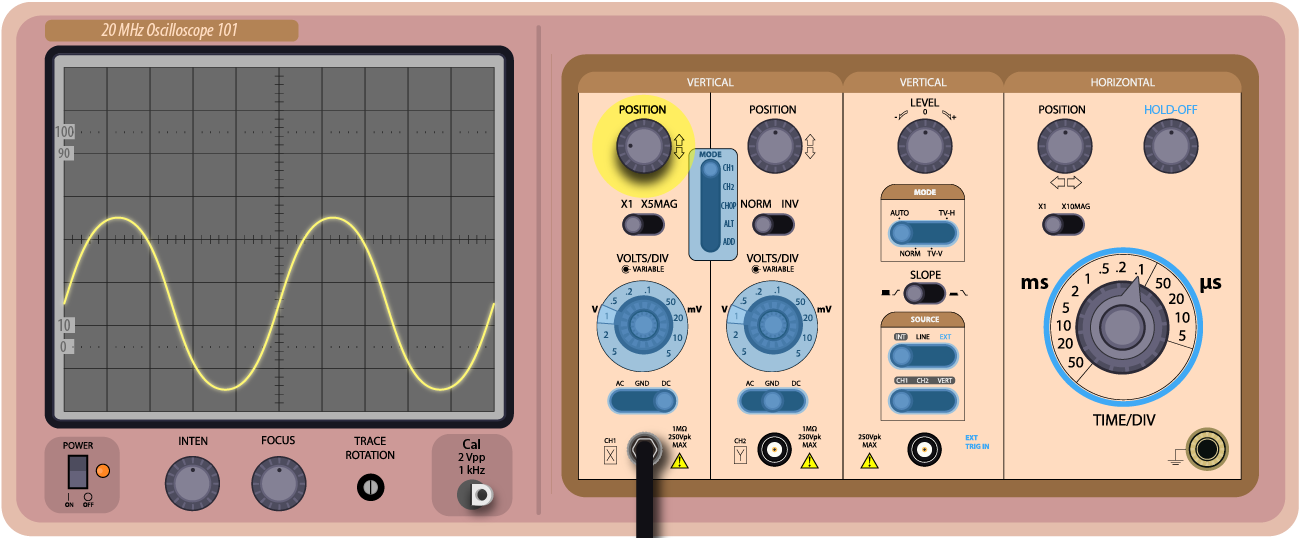 20 MHz Oscilloscope 101
100
90
10
0
POWER
ON OFF
INTEN
FOCUS
TRACE
ROTATION
Cal
2 Vpp
1 kHz
VERTICAL
VERTICAL
HORIZONTAL
POSITION
POSITION
LEVEL
- 0 +
POSITION
HOLD-OFF
MODE
CH1
CH2
CHOP
ALT
ADD
X1 X5MAG
NORM INV
MODE
AUTO TV-H
NORM TV-V
X1 X10MAG
VOLTS/DIV
VARIABLE
V .5 .2 .1 50 mV
1 20
2 10
5 5
VOLTS/DIV
VARIABLE
V .5 .2 .1 50 mV
1 20
2 10
5 5
SLOPE
SOURCE
INT LINE EXT
CH1 CH2 VERT
ms .5 .2 .1 50 µs
1 20
2 10
5 5
10
20
50
TIME/DIV
AC GND DC
AC GND DC
CH1
X
1MΩ
250Vpk
MAX
CH2
Y
1MΩ
250Vpk
MAX
250Vpk
MAX
EXT
TRIG IN